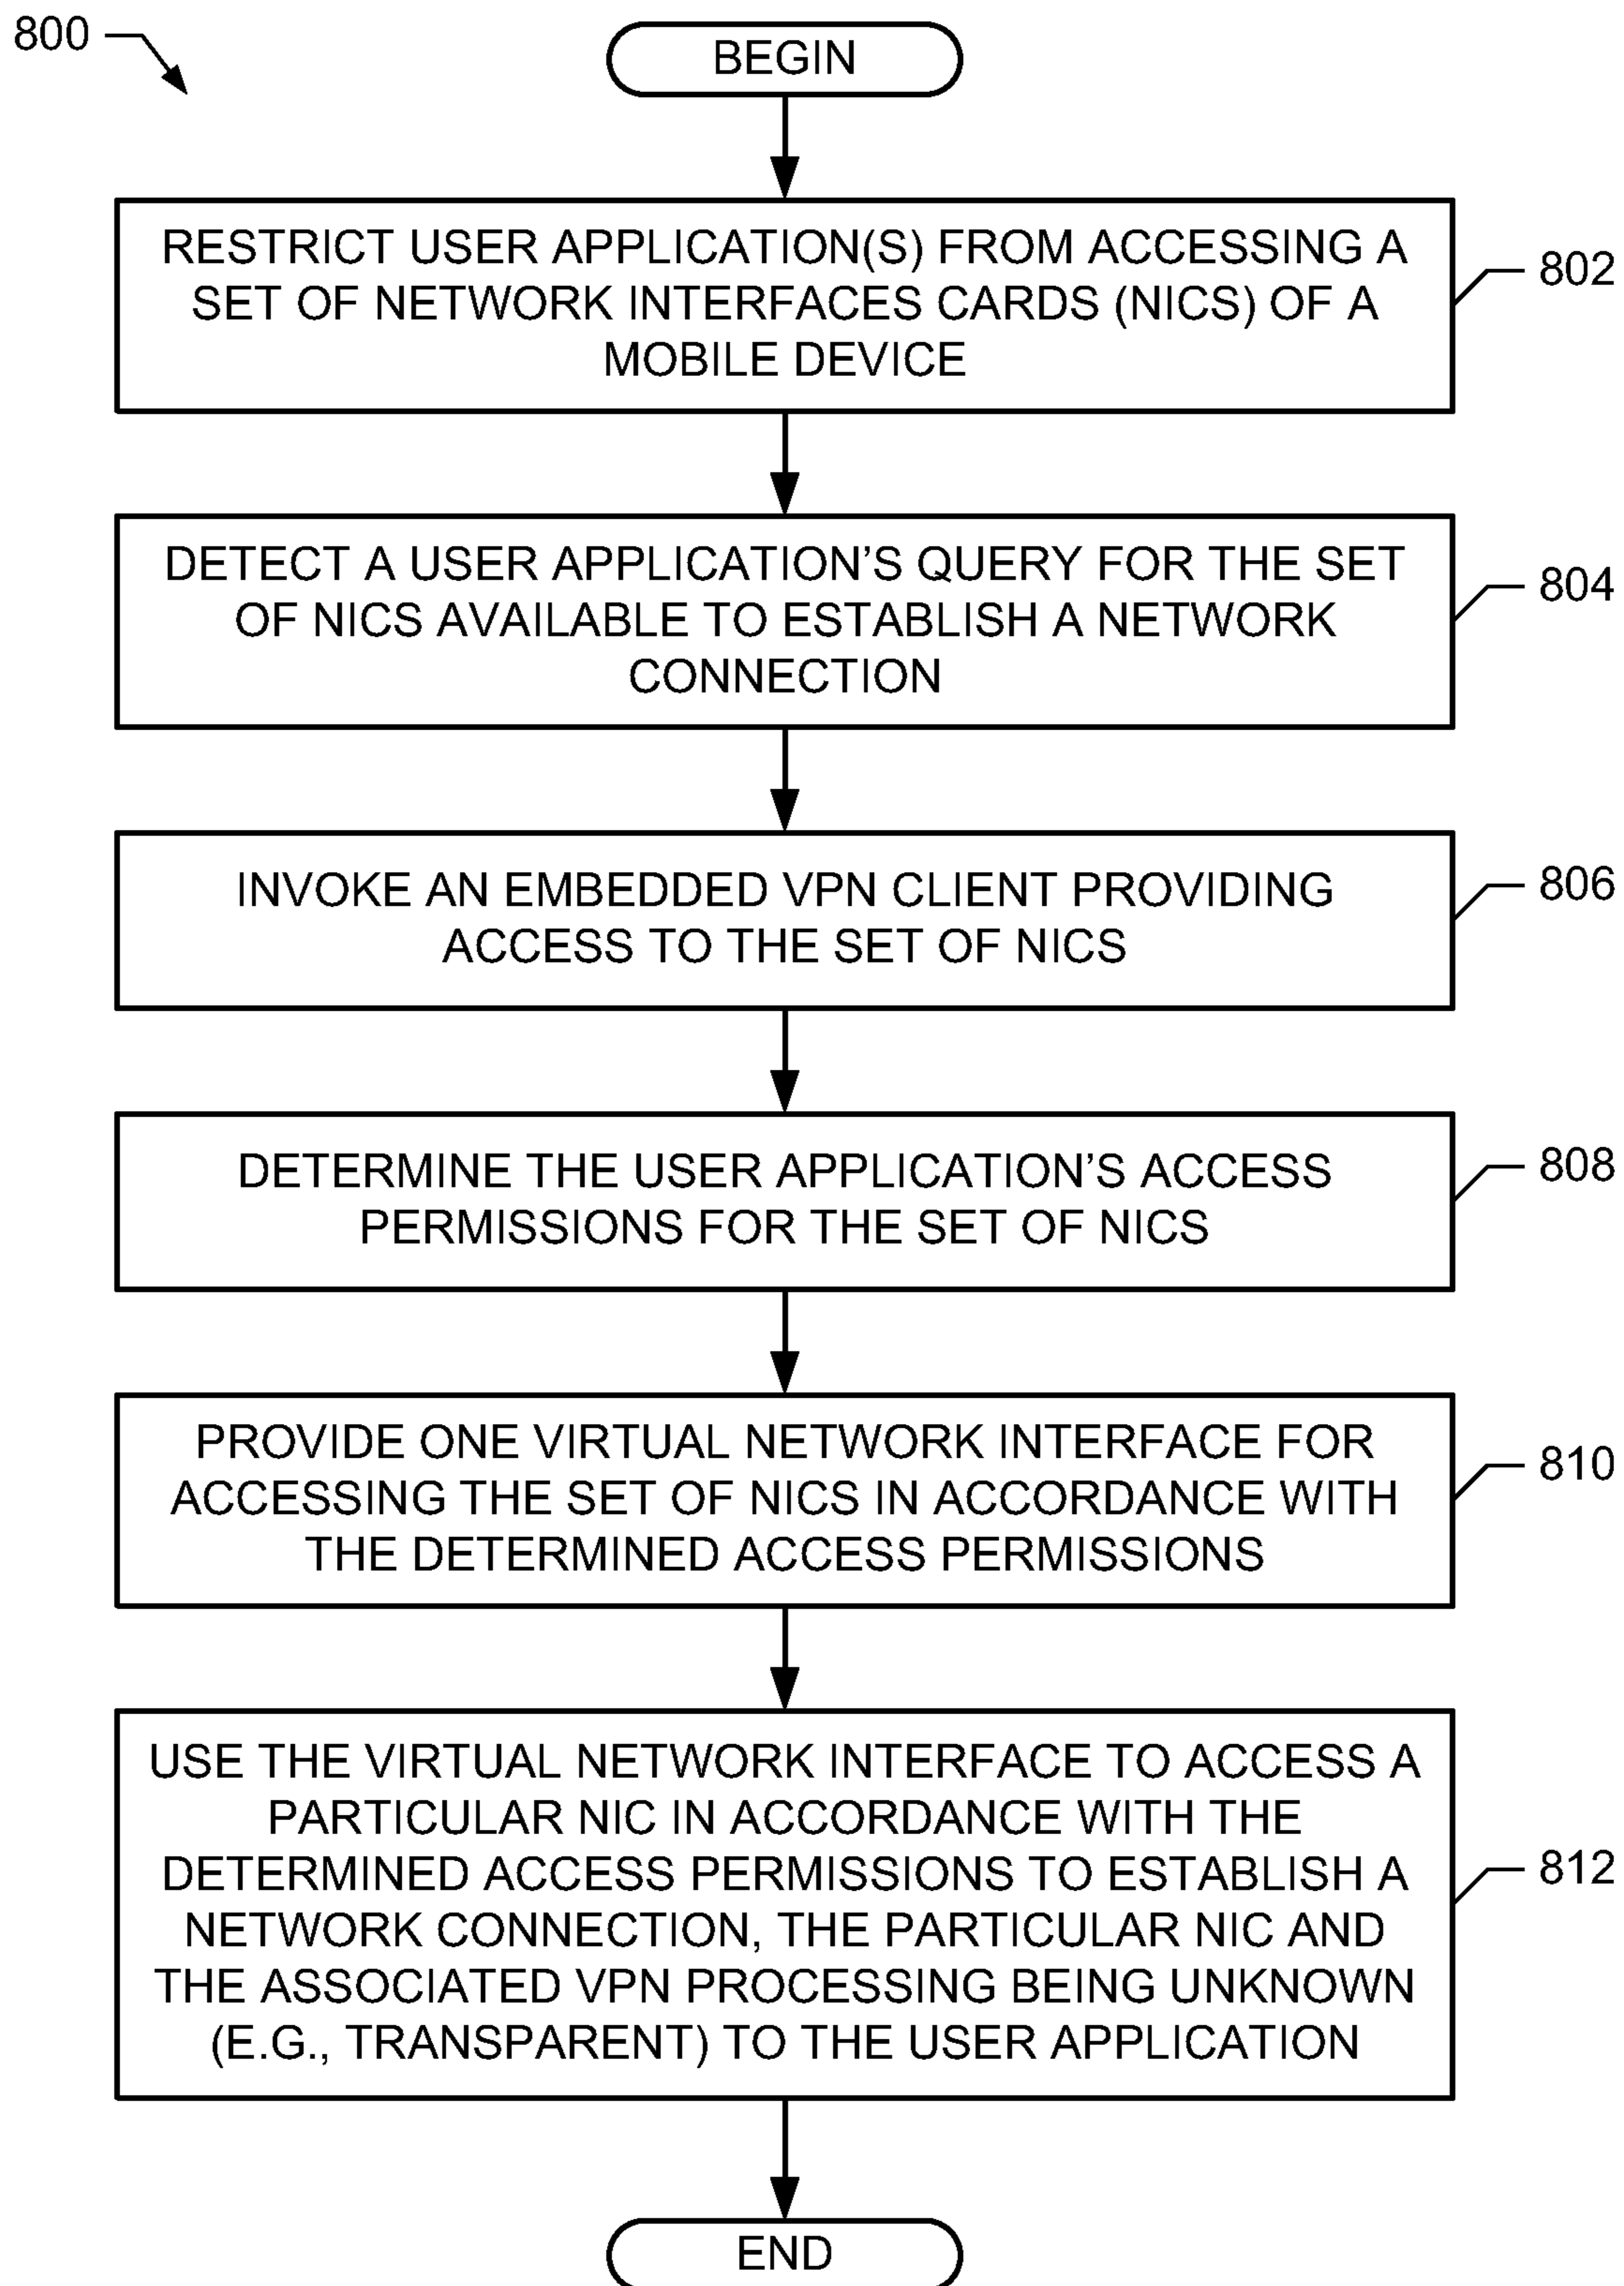 800
BEGIN
RESTRICT USER APPLICATION(S) FROM ACCESSING A
SET OF NETWORK INTERFACES CARDS (NICS) OF A
MOBILE DEVICE
802
DETECT A USER APPLICATION'S QUERY FOR THE SET
OF NICS AVAILABLE TO ESTABLISH A NETWORK
CONNECTION
804
INVOKE AN EMBEDDED VPN CLIENT PROVIDING
ACCESS TO THE SET OF NICS
806
DETERMINE THE USER APPLICATION'S ACCESS
PERMISSIONS FOR THE SET OF NICS
808
PROVIDE ONE VIRTUAL NETWORK INTERFACE FOR
ACCESSING THE SET OF NICS IN ACCORDANCE WITH
THE DETERMINED ACCESS PERMISSIONS
810
USE THE VIRTUAL NETWORK INTERFACE TO ACCESS A
PARTICULAR NIC IN ACCORDANCE WITH THE
DETERMINED ACCESS PERMISSIONS TO ESTABLISH A
NETWORK CONNECTION, THE PARTICULAR NIC AND
THE ASSOCIATED VPN PROCESSING BEING UNKNOWN
(E.G., TRANSPARENT) TO THE USER APPLICATION
812
END